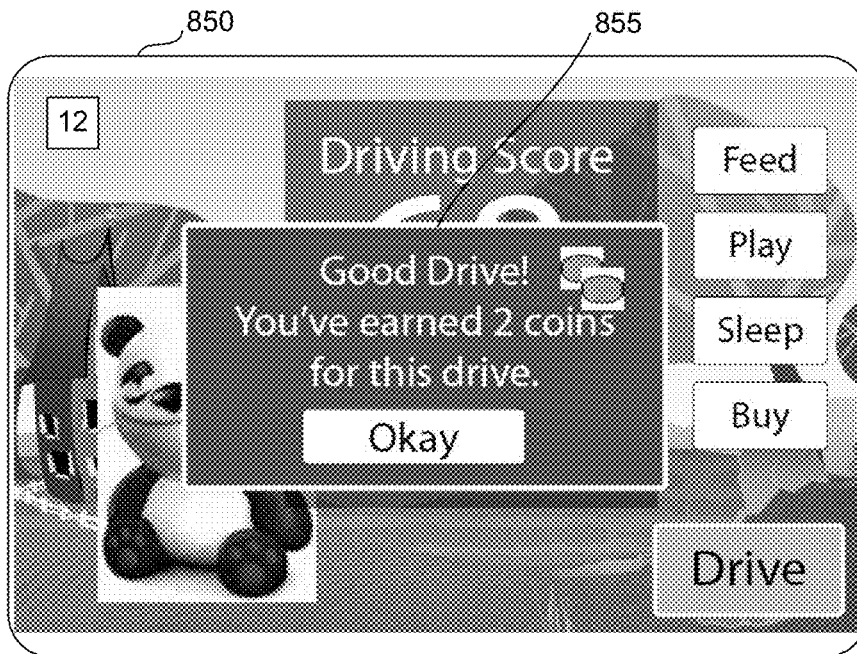 850
855
12
Driving Score
Feed
Good Drive!
You've earned 2 coins
for this drive.
Okay
Play
Sleep
Buy
Drive